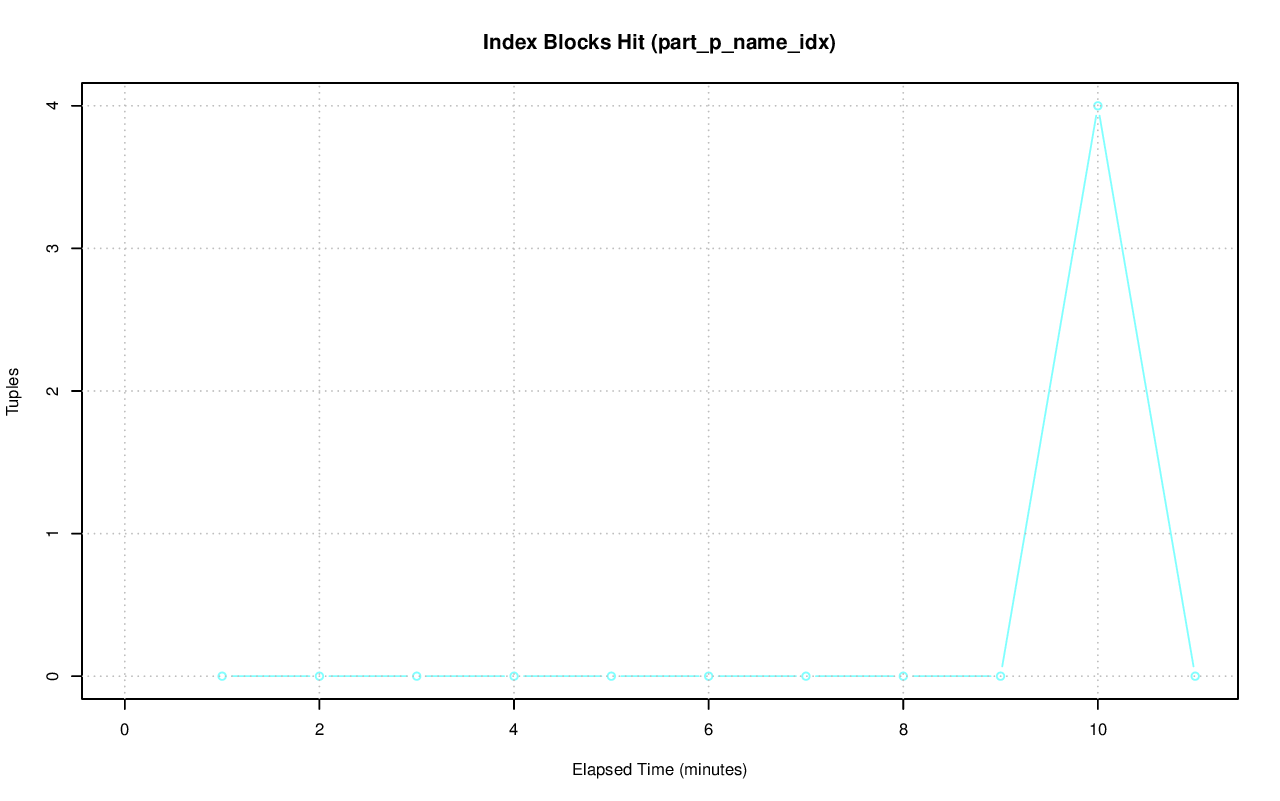 Index Blocks Hit (part_p_name_idx)
Tuples
4
3
2
1
0
0 2 4 6 8 10
Elapsed Time (minutes)